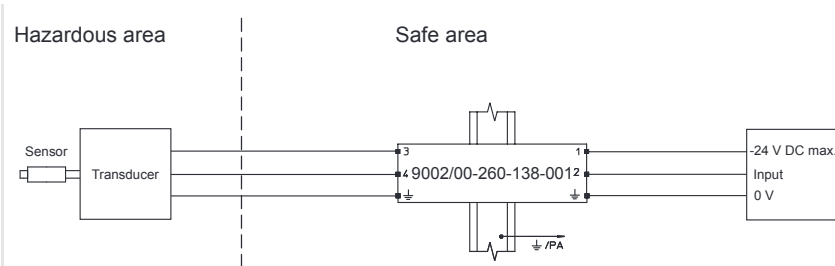 Hazardous area
Safe area
Sensor
Transducer
3
4
9002/00-260-138-001
1
2
-24 V DC max.
Input
0 V
/PA